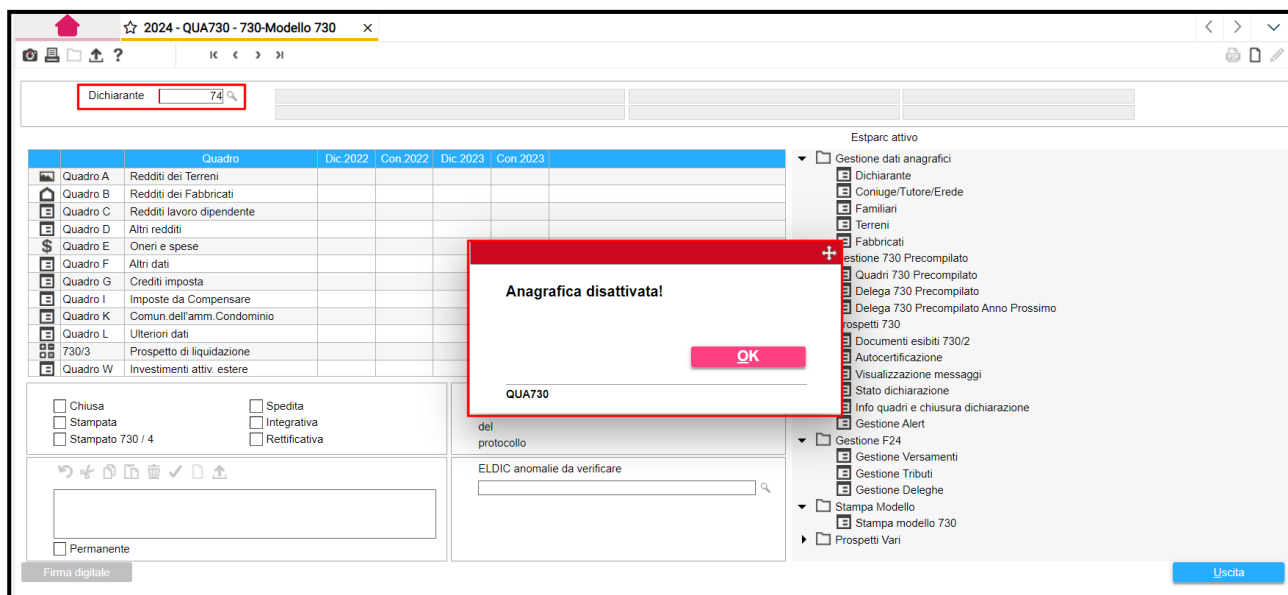 2024 - QUA730 - 730-Modello 730
?
Dichiarante 74
Estparc attivo
Quadro Dic.2022 Con.2022 Dic.2023 Con.2023
Quadro A Redditi dei Terreni
Quadro B Redditi dei Fabbricati
Quadro C Redditi lavoro dipendente
Quadro D Altri redditi
Quadro E Oneri e spese
Quadro F Altri dati
Quadro G Crediti imposta
Quadro I Imposte da Compensare
Quadro K Comun.dell'amm.Condominio
Quadro L Ulteriori dati
730/3 Prospetto di liquidazione
Quadro W Investimenti attiv. estere
Gestione dati anagrafici
Dichiarante
Coniuge/Tutore/Erede
Familiari
Terreni
Fabbricati
estione 730 Precompilato
Quadri 730 Precompilato
Delega 730 Precompilato
Delega 730 Precompilato Anno Prossimo
rospetti 730
Documenti esibiti 730/2
Autocertificazione
Visualizzazione messaggi
Stato dichiarazione
Info quadri e chiusura dichiarazione
Gestione Alert
Gestione F24
Gestione Versamenti
Gestione Tributi
Gestione Deleghe
Stampa Modello
Stampa modello 730
Prospetti Vari
Anagrafica disattivata!
OK
QUA730
Chiusa Spedita
Stampata Integrativa
Stampato 730 / 4 Rettificativa
del
protocollo
ELDIC anomalie da verificare
Permanente
Firma digitale
Uscita